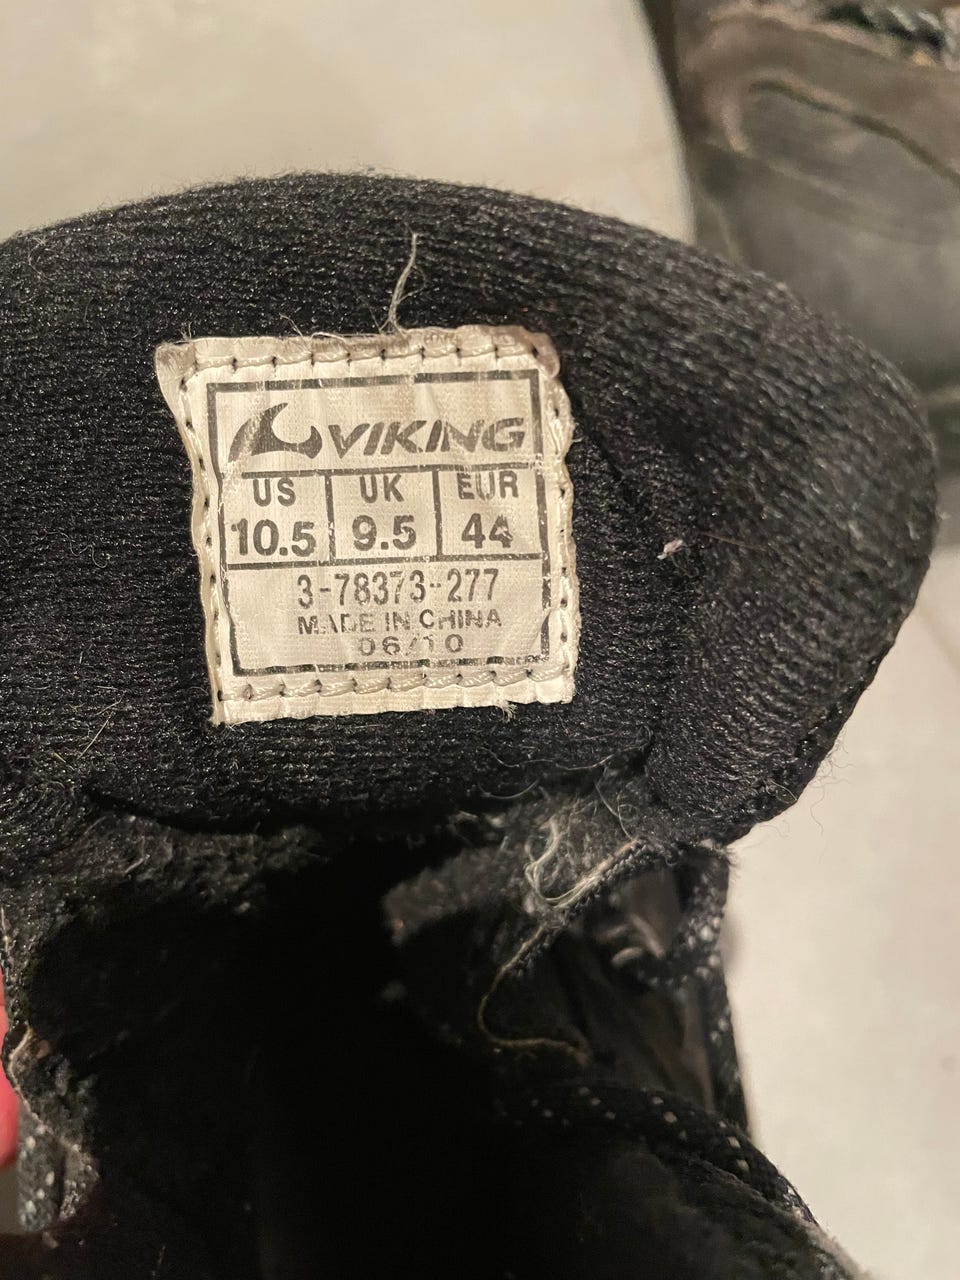 VIKING
US UK EUR
10.5 9.5 44
3-78373-277
MADE IN CHINA
06/10